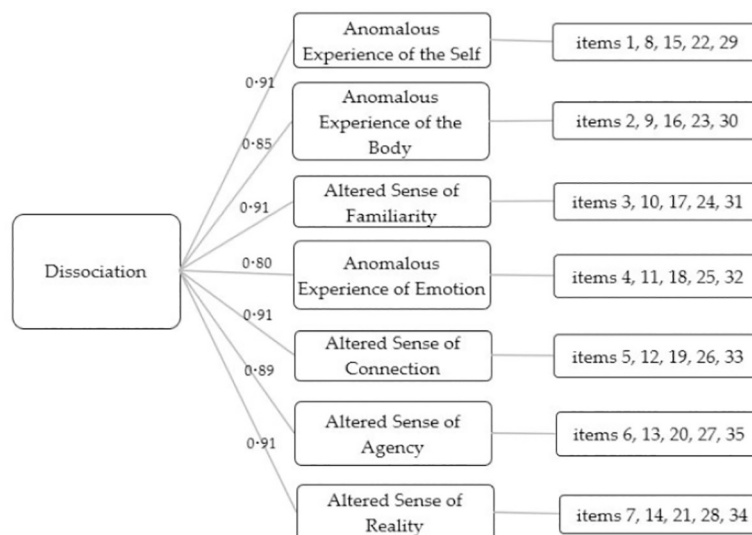 Dissociation
0·91
Anomalous
Experience of the Self
items 1, 8, 15, 22, 29
0·85
Anomalous
Experience of the
Body
items 2, 9, 16, 23, 30
0·91
Altered Sense of
Familiarity
items 3, 10, 17, 24, 31
0·80
Anomalous
Experience of Emotion
items 4, 11, 18, 25, 32
0·91
Altered Sense of
Connection
items 5, 12, 19, 26, 33
0·89
Altered Sense of
Agency
items 6, 13, 20, 27, 35
0·91
Altered Sense of
Reality
items 7, 14, 21, 28, 34